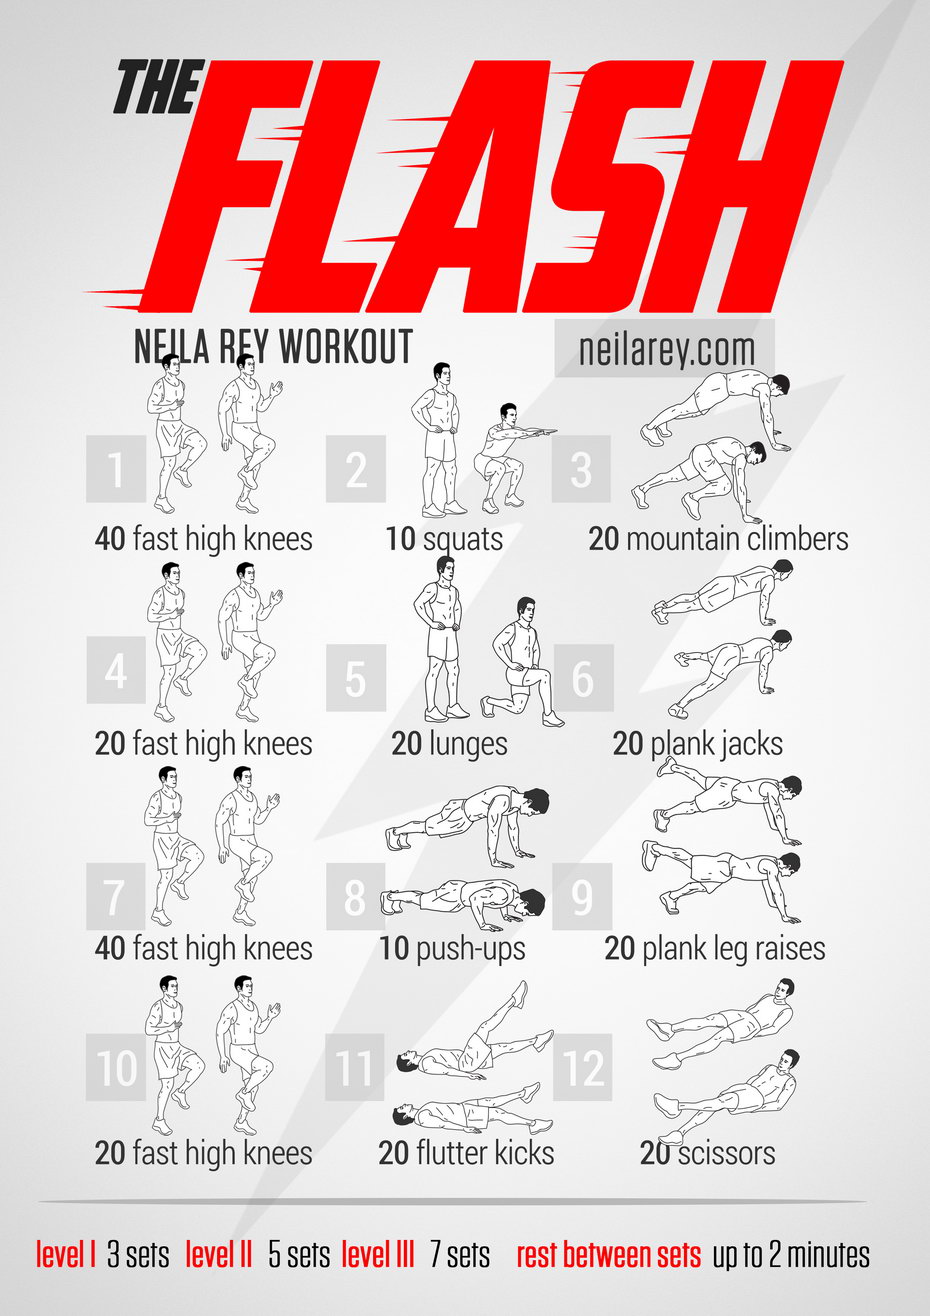 THE
FLASH
NEILA REY WORKOUT
neilarey.com
1
40 fast high knees
2
10 squats
3
20 mountain climbers
4
20 fast high knees
5
20 lunges
6
20 plank jacks
7
40 fast high knees
8
10 push-ups
9
20 plank leg raises
10
20 fast high knees
11
20 flutter kicks
12
20 scissors
level I 3 sets level II 5 sets level III 7 sets rest between sets up to 2 minutes